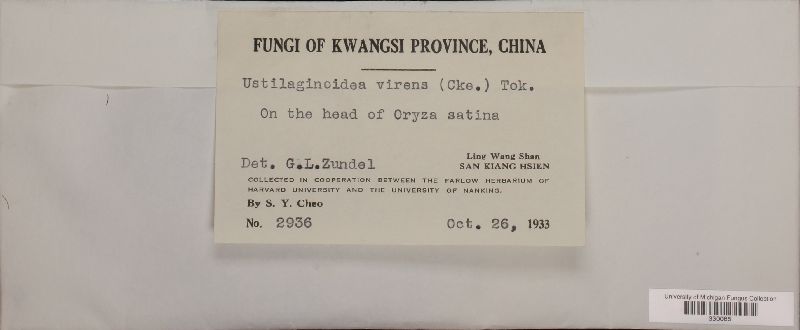 FUNGI OF KWANGSI PROVINCE, CHINA
Ustilaginoidea virens (Cke.) Tok.
On the head of Oryza satina
Ling Wang Shan
Det. G.L.Zundel SAN KIANG HSIEN
COLLECTED IN COOPERATION BETWEEN THE FARLOW HERBARIUM OF
HARVARD UNIVERSITY AND THE UNIVERSITY OF NANKING.
By S. Y. Cheo
No. 2936 Oct. 26, 1933
University of Michigan Fungus Collection
330085